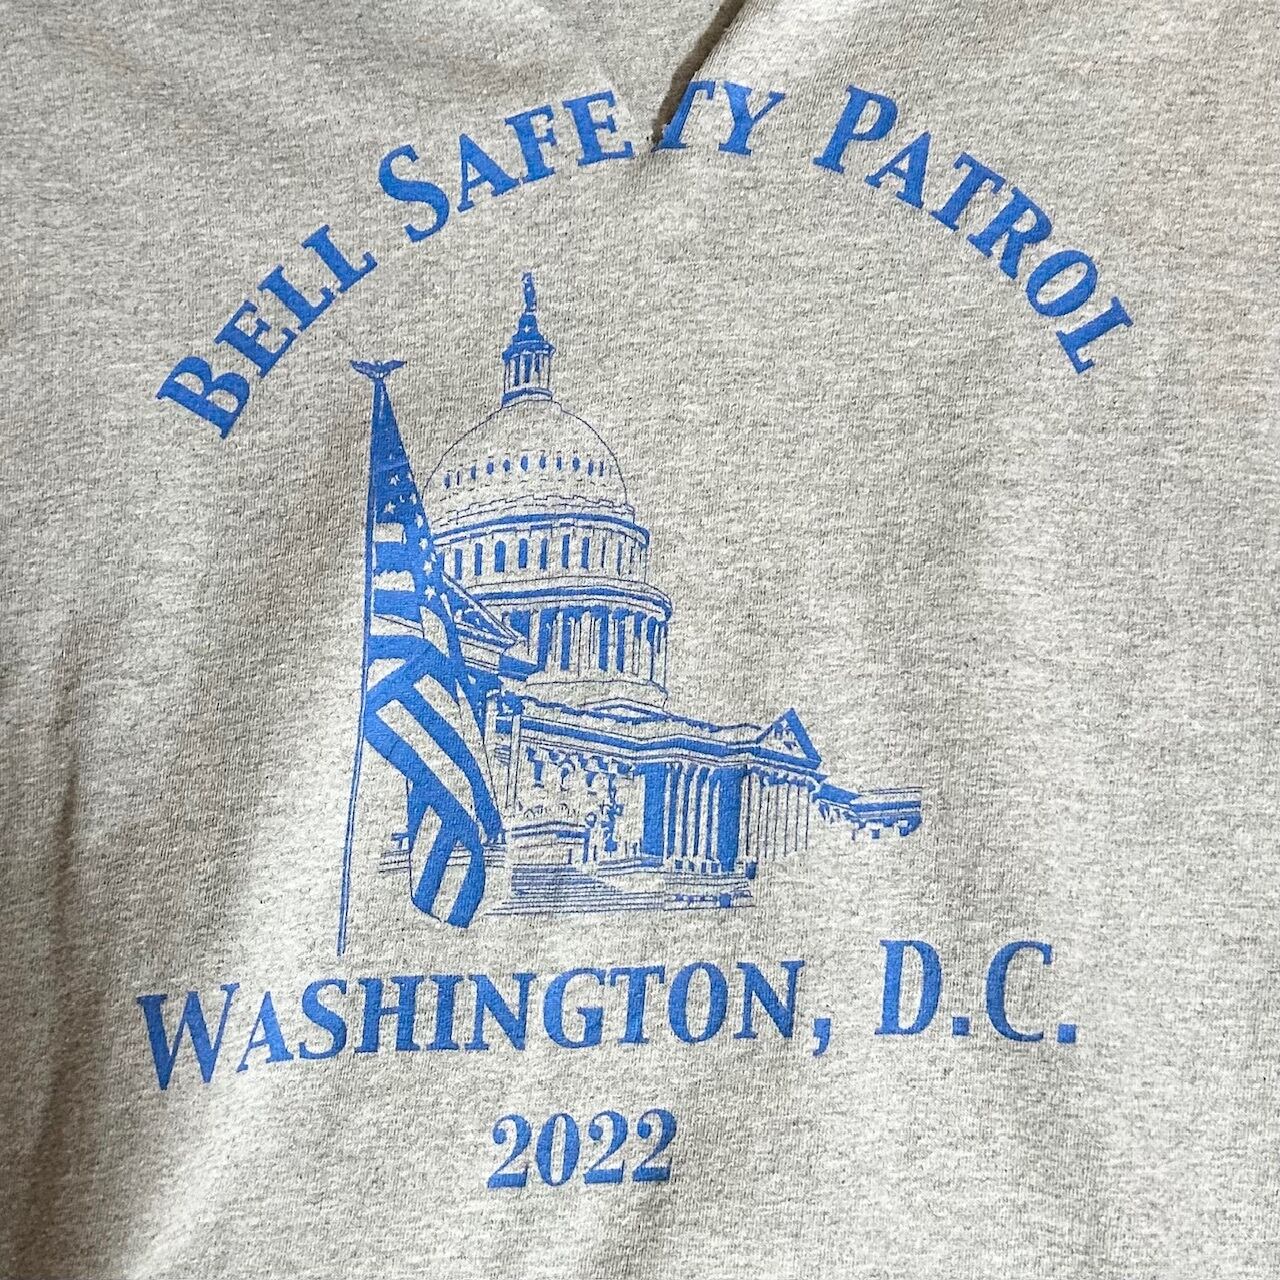 BELL SAFETY PATROL
WASHINGTON, D.C.
2022